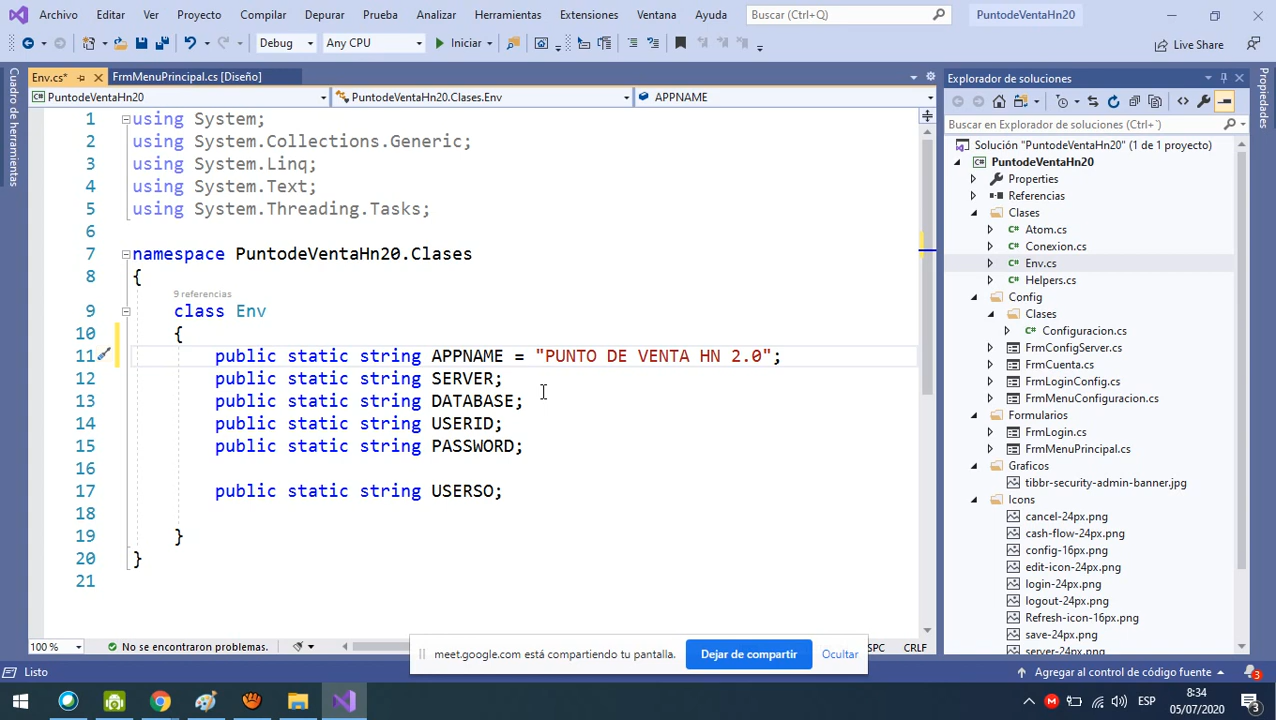 Archivo Editar Ver Proyecto Compilar Depurar Prueba Analizar Herramientas Extensiones Ventana Ayuda Buscar (Ctrl+Q) PuntodeVentaHn20
Debug Any CPU Iniciar Live Share
Env.cs* FrmMenuPrincipal.cs [Diseño]
PuntodeVentaHn20 PuntodeVentaHn20.Clases.Env APPNAME
Cuadro de herramientas
1 using System;
2 using System.Collections.Generic;
3 using System.Linq;
4 using System.Text;
5 using System.Threading.Tasks;
6
7 namespace PuntodeVentaHn20.Clases
8 {
9 referencias
9 class Env
10 {
11 public static string APPNAME = "PUNTO DE VENTA HN 2.0";
12 public static string SERVER;
13 public static string DATABASE;
14 public static string USERID;
15 public static string PASSWORD;
16
17 public static string USERSO;
18
19 }
20 }
21
100 % No se encontraron problemas. SPC CRLF
meet.google.com está compartiendo tu pantalla. Dejar de compartir Ocultar
Explorador de soluciones
Buscar en Explorador de soluciones (Ctrl+´)
Solución "PuntodeVentaHn20" (1 de 1 proyecto)
PuntodeVentaHn20
Properties
Referencias
Clases
C# Atom.cs
C# Conexion.cs
C# Env.cs
C# Helpers.cs
Config
Clases
C# Configuracion.cs
FrmConfigServer.cs
FrmCuenta.cs
FrmLoginConfig.cs
FrmMenuConfiguracion.cs
Formularios
FrmLogin.cs
FrmMenuPrincipal.cs
Graficos
tibbr-security-admin-banner.jpg
Icons
cancel-24px.png
cash-flow-24px.png
config-16px.png
edit-icon-24px.png
login-24px.png
logout-24px.png
Refresh-icon-16px.png
save-24px.png
server-24px.png
Propiedades
Listo Agregar al control de código fuente 3
ESP 8:34
05/07/2020 3